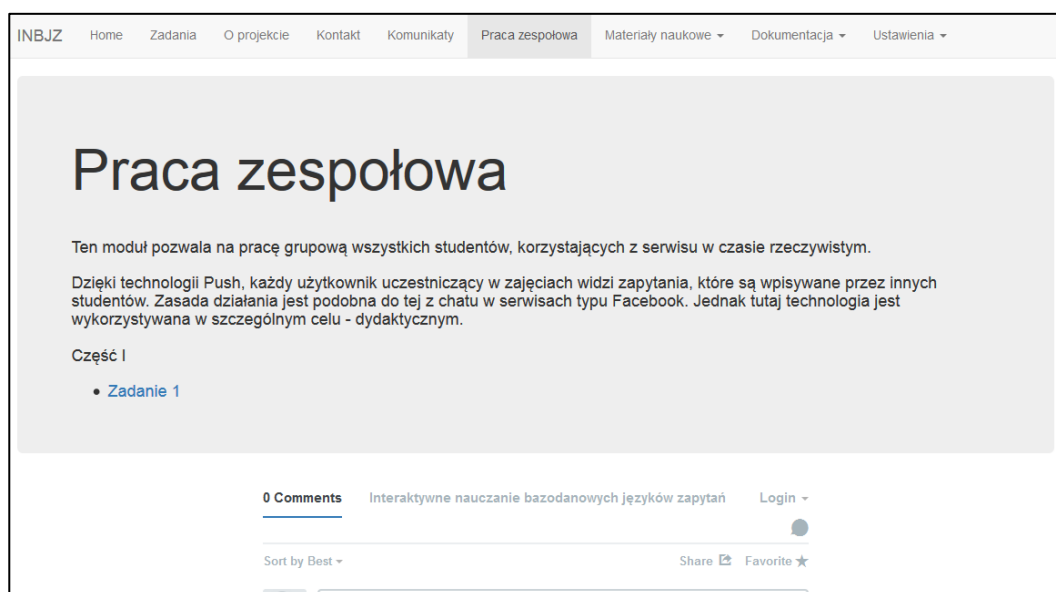 INBJZ Home Zadania O projekcie Kontakt Komunikaty Praca zespołowa Materiały naukowe Dokumentacja Ustawienia
Praca zespołowa
Ten moduł pozwala na pracę grupową wszystkich studentów, korzystających z serwisu w czasie rzeczywistym.
Dzięki technologii Push, każdy użytkownik uczestniczący w zajęciach widzi zapytania, które są wpisywane przez innych
studentów. Zasada działania jest podobna do tej z chatu w serwisach typu Facebook. Jednak tutaj technologia jest
wykorzystywana w szczególnym celu - dydaktycznym.
Część I
• Zadanie 1
0 Comments Interaktywne nauczanie bazodanowych języków zapytań Login
Sort by Best Share Favorite